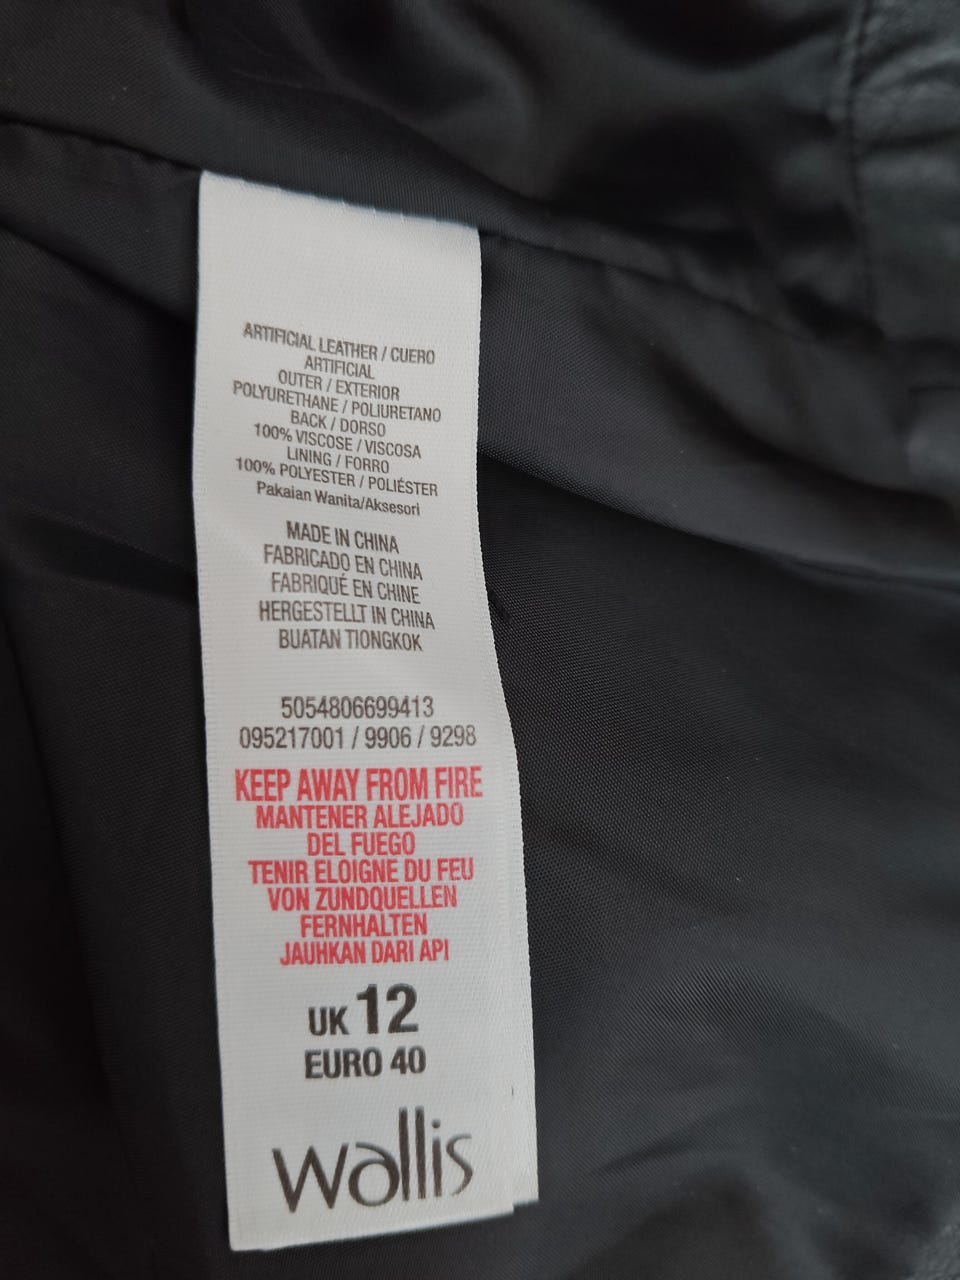 ARTIFICIAL LEATHER / CUERO
ARTIFICIAL
OUTER / EXTERIOR
POLYURETHANE / POLIURETANO
BACK / DORSO
100% VISCOSE / VISCOSA
LINING / FORRO
100% POLYESTER / POLIÉSTER
Pakaian Wanita/Aksesori
MADE IN CHINA
FABRICADO EN CHINA
FABRIQUÉ EN CHINE
HERGESTELLT IN CHINA
BUATAN TIONGKOK
5054806699413
095217001 / 9906 / 9298
KEEP AWAY FROM FIRE
MANTENER ALEJADO
DEL FUEGO
TENIR ELOIGNE DU FEU
VON ZUNDQUELLEN
FERNHALTEN
JAUHKAN DARI API
UK 12
EURO 40
wallis